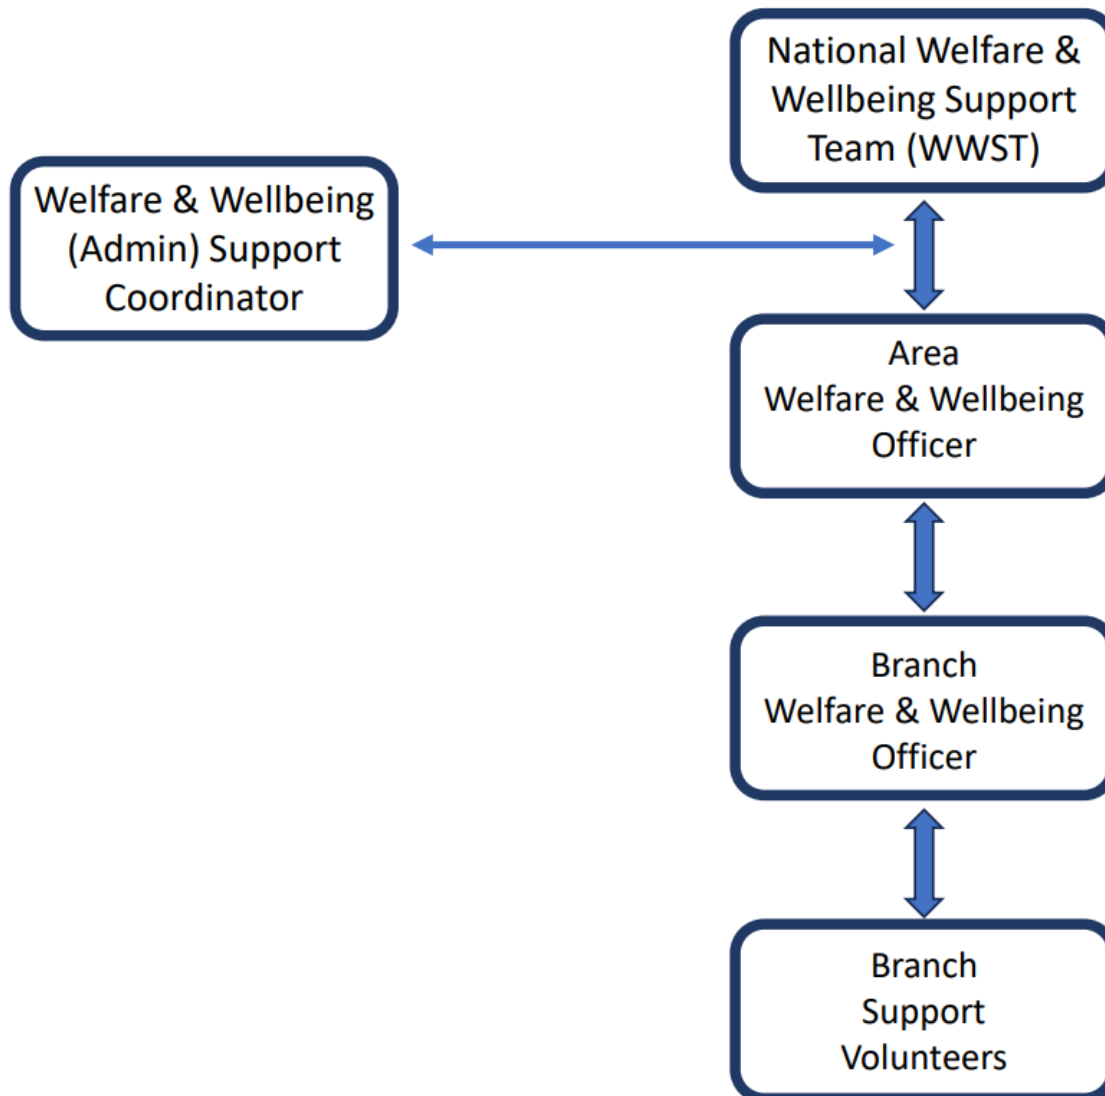 National Welfare &
Wellbeing Support
Team (WWST)
Welfare & Wellbeing
(Admin) Support
Coordinator
Area
Welfare & Wellbeing
Officer
Branch
Welfare & Wellbeing
Officer
Branch
Support
Volunteers